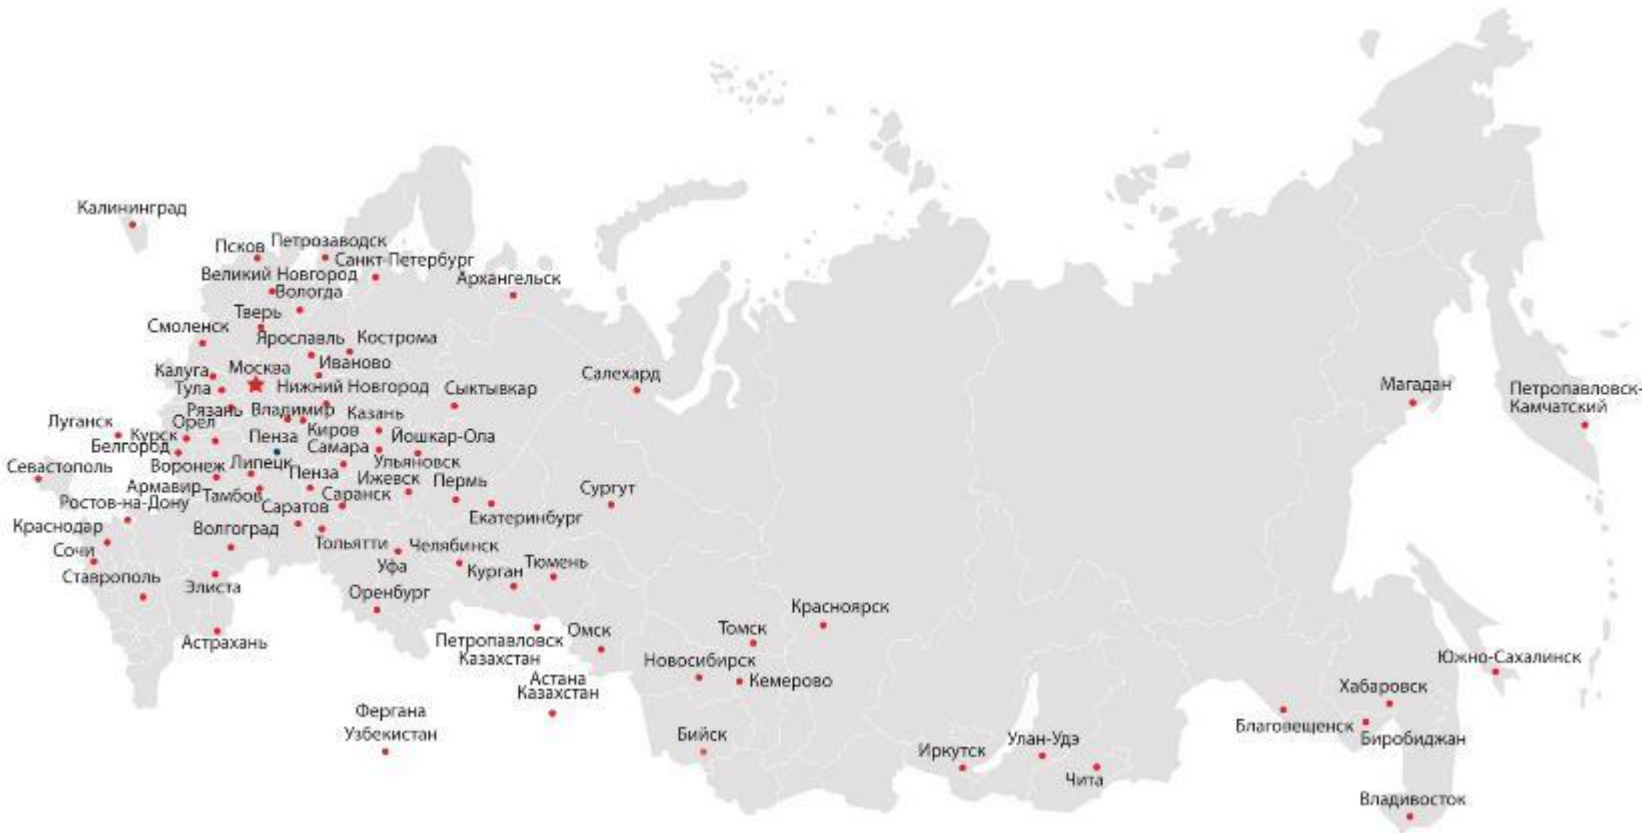 Калининград
Псков
Петрозаводск
Санкт-Петербург
Великий Новгород
Вологда
Архангельск
Тверь
Смоленск
Ярославль
Кострома
Калуга
Москва
Иваново
Тула
Нижний Новгород
Сыктывкар
Салехард
Магадан
Петропавловск-
Камчатский
Рязань
Владимир
Казань
Луганск
Орел
Курск
Киров
Белгород
Пенза
Самара
Йошкар-Ола
Севастополь
Воронеж
Липецк
Пенза
Ульяновск
Ижевск
Пермь
Армавир
Тамбов
Саранск
Сургут
Ростов-на-Дону
Саратов
Екатеринбург
Краснодар
Волгоград
Тольятти
Челябинск
Сочи
Уфа
Курган
Тюмень
Ставрополь
Элиста
Оренбург
Красноярск
Астрахань
Петропавловск
Казахстан
Омск
Томск
Новосибирск
Кемерово
Астана
Казахстан
Южно-Сахалинск
Хабаровск
Фергана
Узбекистан
Бийск
Иркутск
Улан-Удэ
Чита
Благовещенск
Биробиджан
Владивосток